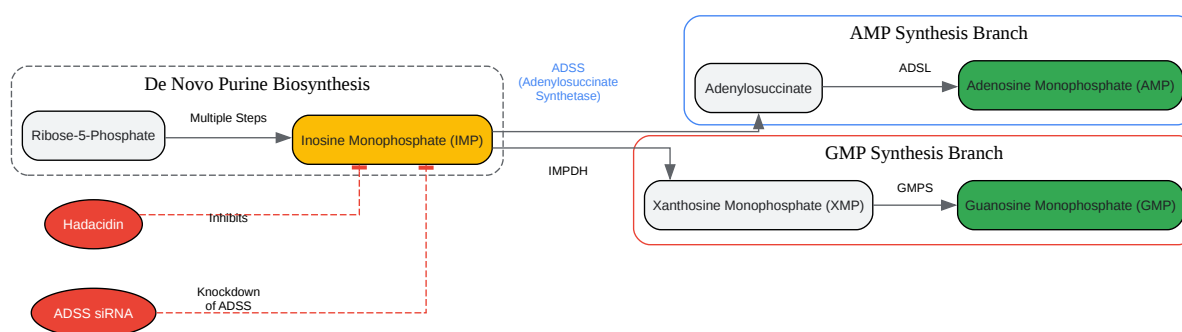 AMP Synthesis Branch
De Novo Purine Biosynthesis
ADSS
(Adenylosuccinate
Synthetase)
Adenylosuccinate
ADSL
Adenosine Monophosphate (AMP)
Ribose-5-Phosphate
Multiple Steps
Inosine Monophosphate (IMP)
GMP Synthesis Branch
IMPDH
Xanthosine Monophosphate (XMP)
GMPS
Guanosine Monophosphate (GMP)
Hadacidin
Inhibits
ADSS siRNA
Knockdown
of ADSS